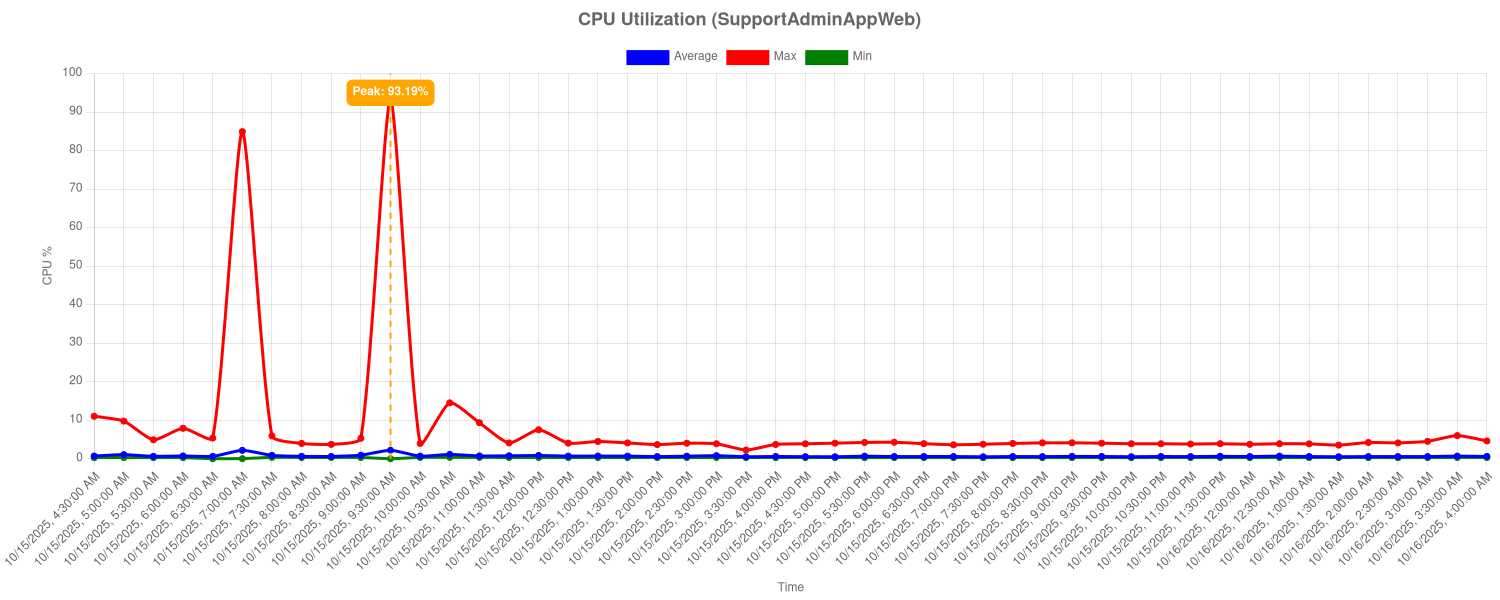 CPU Utilization (SupportAdminAppWeb)
Average Max Min
Peak: 93.19%
CPU %
100
90
80
70
60
50
40
30
20
10
0
10/15/2025, 4:30:00 AM
10/15/2025, 5:00:00 AM
10/15/2025, 5:30:00 AM
10/15/2025, 6:00:00 AM
10/15/2025, 6:30:00 AM
10/15/2025, 7:00:00 AM
10/15/2025, 7:30:00 AM
10/15/2025, 8:00:00 AM
10/15/2025, 8:30:00 AM
10/15/2025, 9:00:00 AM
10/15/2025, 9:30:00 AM
10/15/2025, 10:00:00 AM
10/15/2025, 10:30:00 AM
10/15/2025, 11:00:00 AM
10/15/2025, 11:30:00 AM
10/15/2025, 12:00:00 PM
10/15/2025, 12:30:00 PM
10/15/2025, 1:00:00 PM
10/15/2025, 1:30:00 PM
10/15/2025, 2:00:00 PM
10/15/2025, 2:30:00 PM
10/15/2025, 3:00:00 PM
10/15/2025, 3:30:00 PM
10/15/2025, 4:00:00 PM
10/15/2025, 4:30:00 PM
10/15/2025, 5:00:00 PM
10/15/2025, 5:30:00 PM
10/15/2025, 6:00:00 PM
10/15/2025, 6:30:00 PM
10/15/2025, 7:00:00 PM
10/15/2025, 7:30:00 PM
10/15/2025, 8:00:00 PM
10/15/2025, 8:30:00 PM
10/15/2025, 9:00:00 PM
10/15/2025, 9:30:00 PM
10/15/2025, 10:00:00 PM
10/15/2025, 10:30:00 PM
10/15/2025, 11:00:00 PM
10/15/2025, 11:30:00 PM
10/16/2025, 12:00:00 AM
10/16/2025, 12:30:00 AM
10/16/2025, 1:00:00 AM
10/16/2025, 1:30:00 AM
10/16/2025, 2:00:00 AM
10/16/2025, 2:30:00 AM
10/16/2025, 3:00:00 AM
10/16/2025, 3:30:00 AM
10/16/2025, 4:00:00 AM
Time